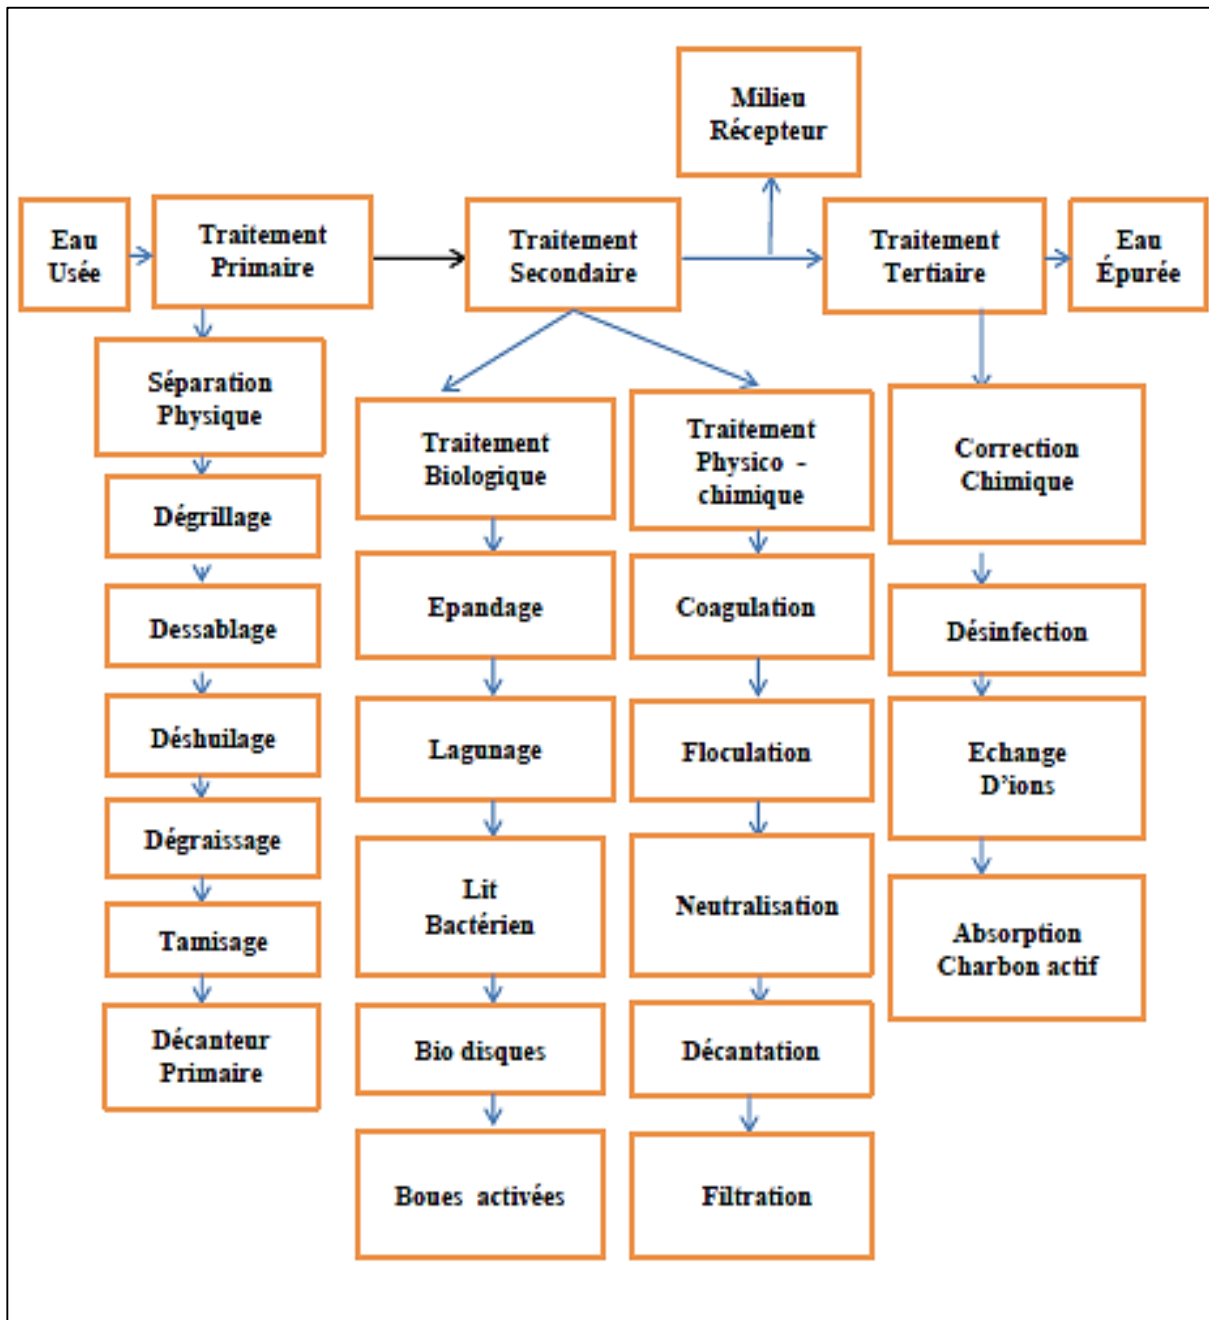 Milieu
Récepteur
Eau
Usée
Traitement
Primaire
Traitement
Secondaire
Traitement
Tertiaire
Eau
Épurée
Séparation
Physique
Dégrillage
Dessablage
Déshuilage
Dégraissage
Tamisage
Décanteur
Primaire
Traitement
Biologique
Epandage
Lagunage
Lit
Bactérien
Bio disques
Boues activées
Traitement
Physico -
chimique
Coagulation
Floculation
Neutralisation
Décantation
Filtration
Correction
Chimique
Désinfection
Echange
D’ions
Absorption
Charbon actif